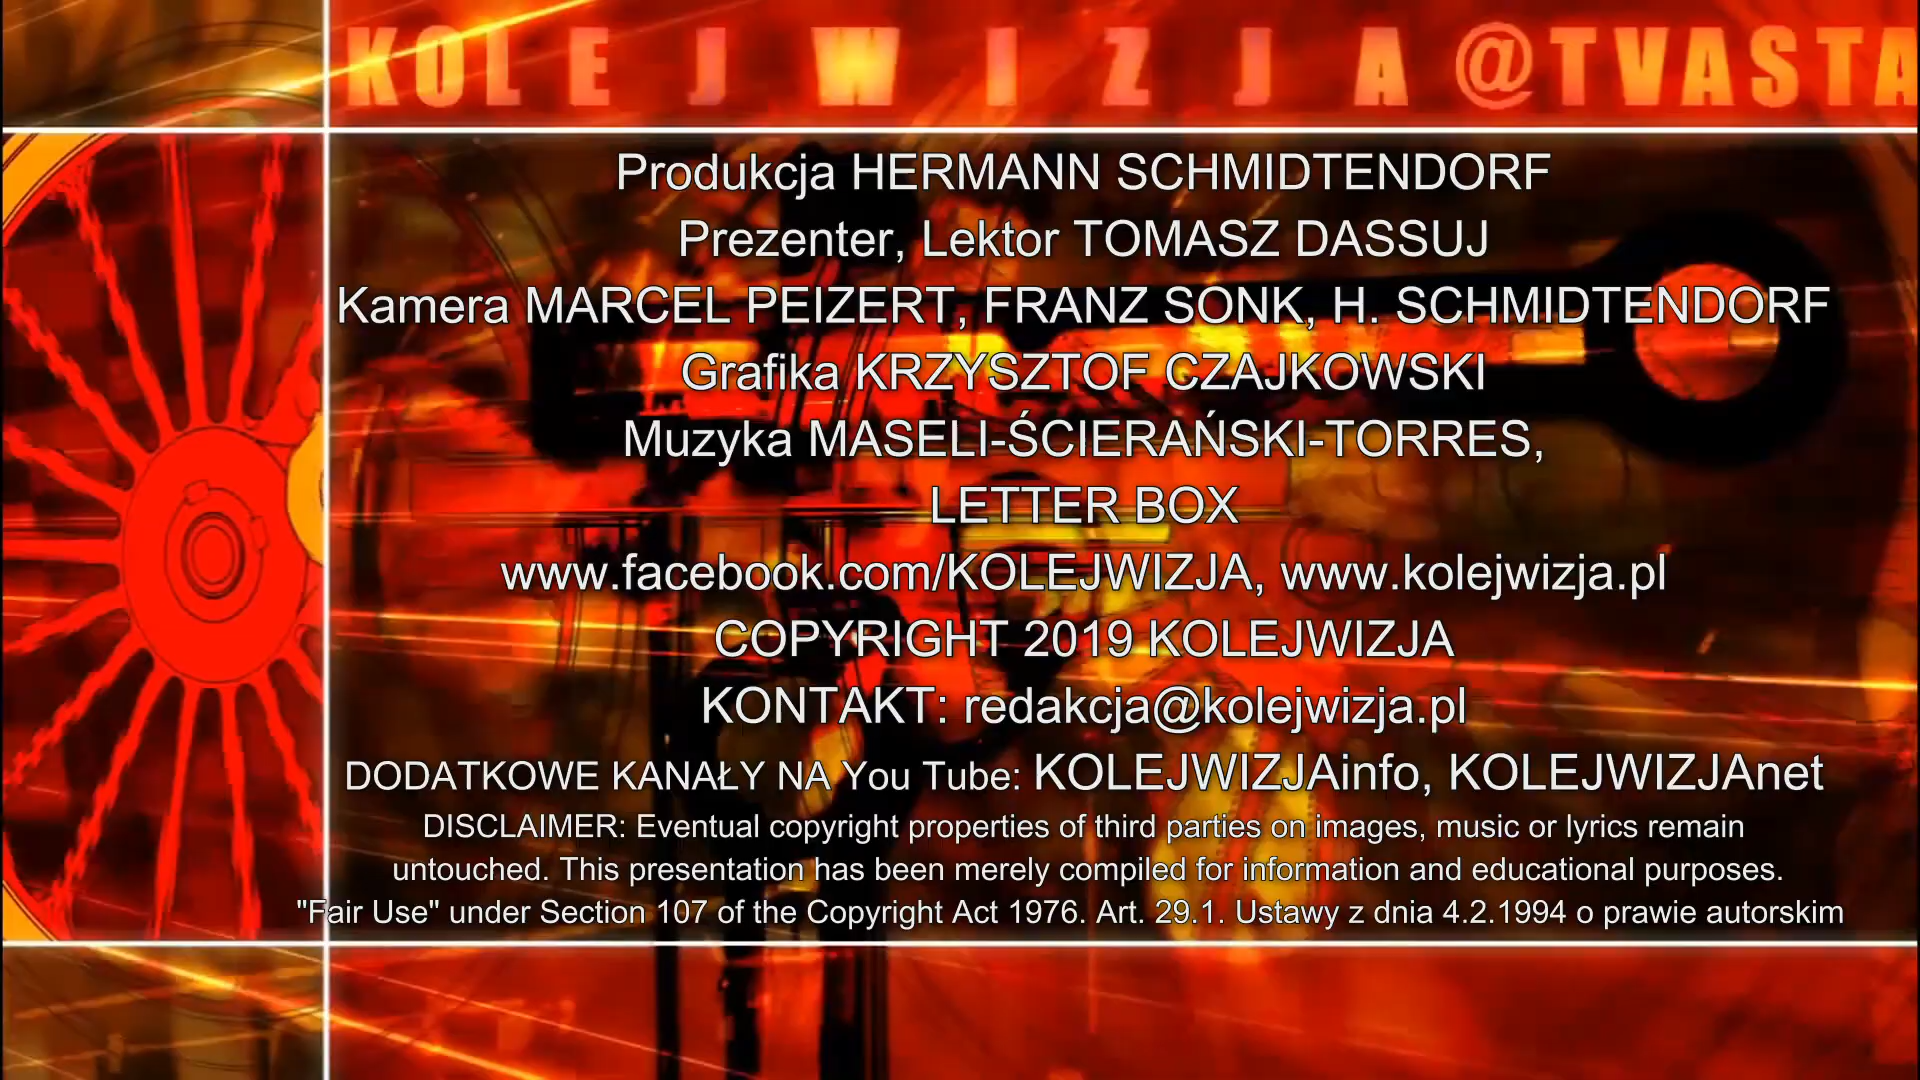 KOLEJWIZJA@TVASTA
Produkcja HERMANN SCHMIDTENDORF
Prezenter, Lektor TOMASZ DASSUJ
Kamera MARCEL PEIZERT, FRANZ SONK, H. SCHMIDTENDORF
Grafika KRZYSZTOF CZAJKOWSKI
Muzyka MASELI-ŚCIERAŃSKI-TORRES,
LETTER BOX
www.facebook.com/KOLEJWIZJA, www.kolejwizja.pl
COPYRIGHT 2019 KOLEJWIZJA
KONTAKT: redakcja@kolejwizja.pl
DODATKOWE KANAŁY NA You Tube: KOLEJWIZJAinfo, KOLEJWIZJAnet
DISCLAIMER: Eventual copyright properties of third parties on images, music or lyrics remain
untouched. This presentation has been merely compiled for information and educational purposes.
"Fair Use" under Section 107 of the Copyright Act 1976. Art. 29.1. Ustawy z dnia 4.2.1994 o prawie autorskim